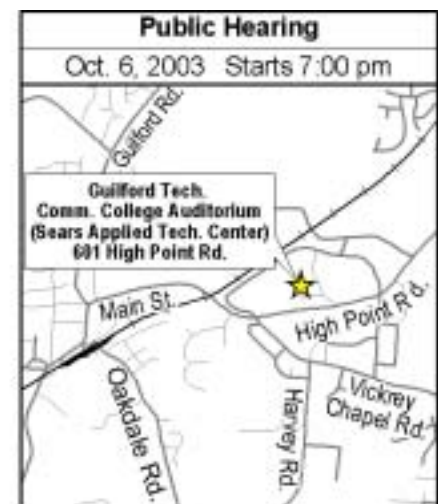 Public Hearing
Oct. 6, 2003 Starts 7:00 pm
Guilford Rd.
Guilford Tech.
Comm. College Auditorium
(Sears Applied Tech. Center)
601 High Point Rd.
Main St.
High Point Rd.
Oakdale Rd.
Harvey Rd.
Vickrey
Chapel Rd.